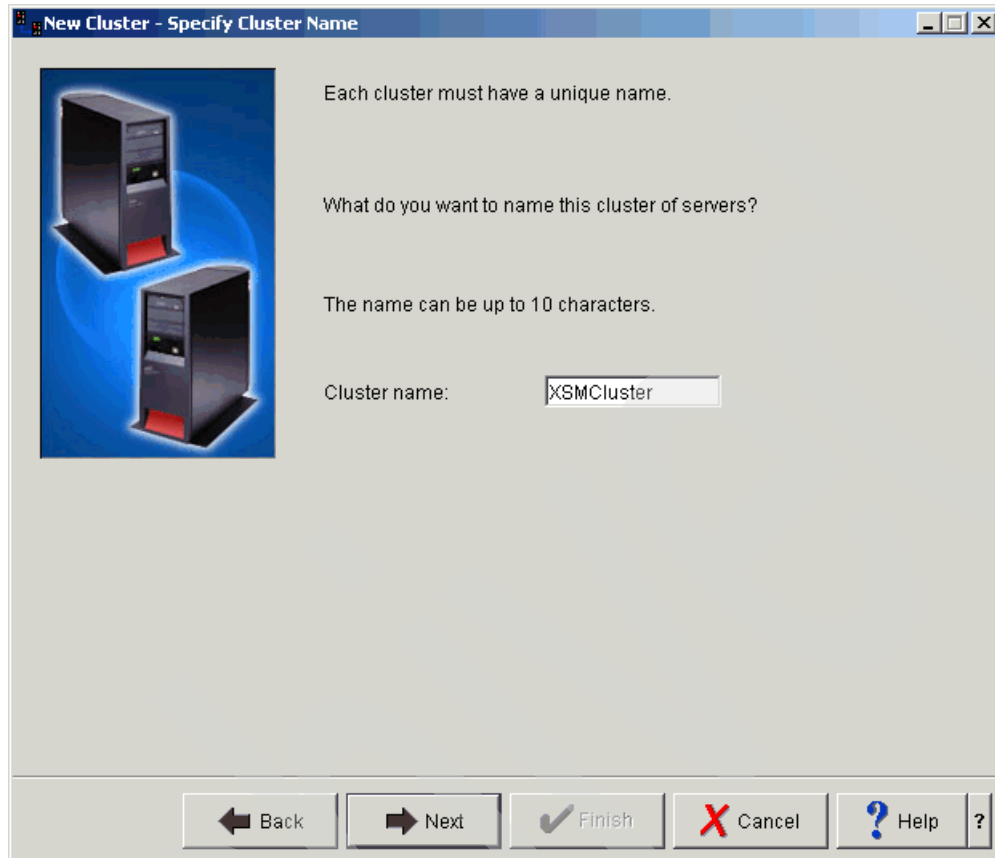 New Cluster - Specify Cluster Name
Each cluster must have a unique name.
What do you want to name this cluster of servers?
The name can be up to 10 characters.
Cluster name: XSMCluster
Back Next Finish Cancel ? Help ?